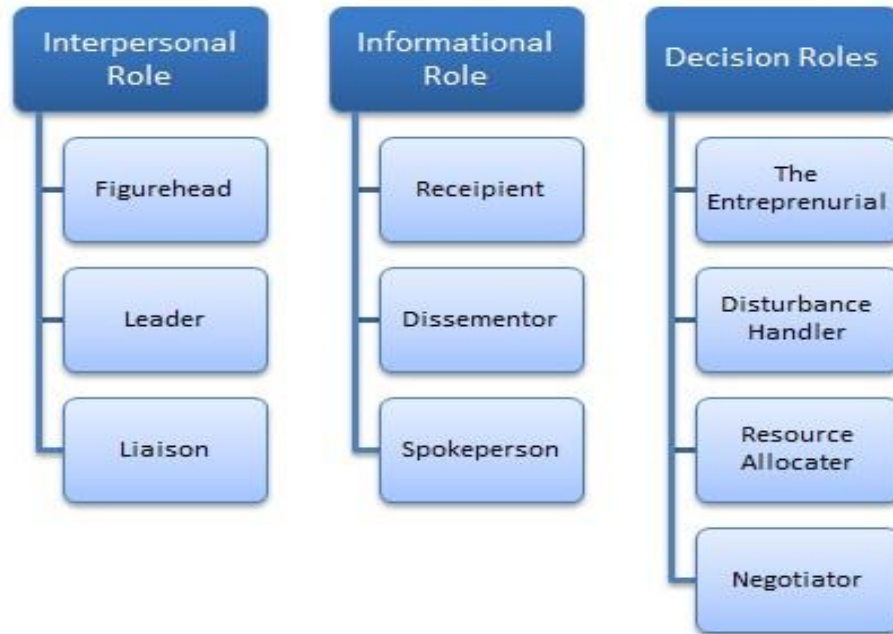 Interpersonal
Role
Figurehead
Leader
Liaison
Informational
Role
Receipient
Dissementor
Spokeperson
Decision Roles
The
Entreprenurial
Disturbance
Handler
Resource
Allocater
Negotiator